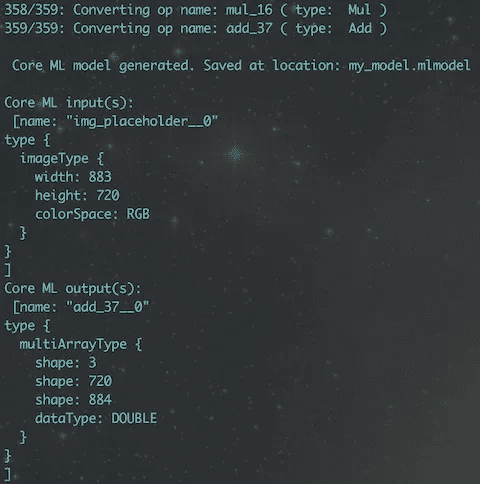 358/359: Converting op name: mul_16 ( type:  Mul )
359/359: Converting op name: add_37 ( type:  Add )

 Core ML model generated. Saved at location: my_model.mlmodel

Core ML input(s):
 [name: "img_placeholder__0"
type {
  imageType {
    width: 883
    height: 720
    colorSpace: RGB
  }
}
]
Core ML output(s):
 [name: "add_37__0"
type {
  multiArrayType {
    shape: 3
    shape: 720
    shape: 884
    dataType: DOUBLE
  }
}
]